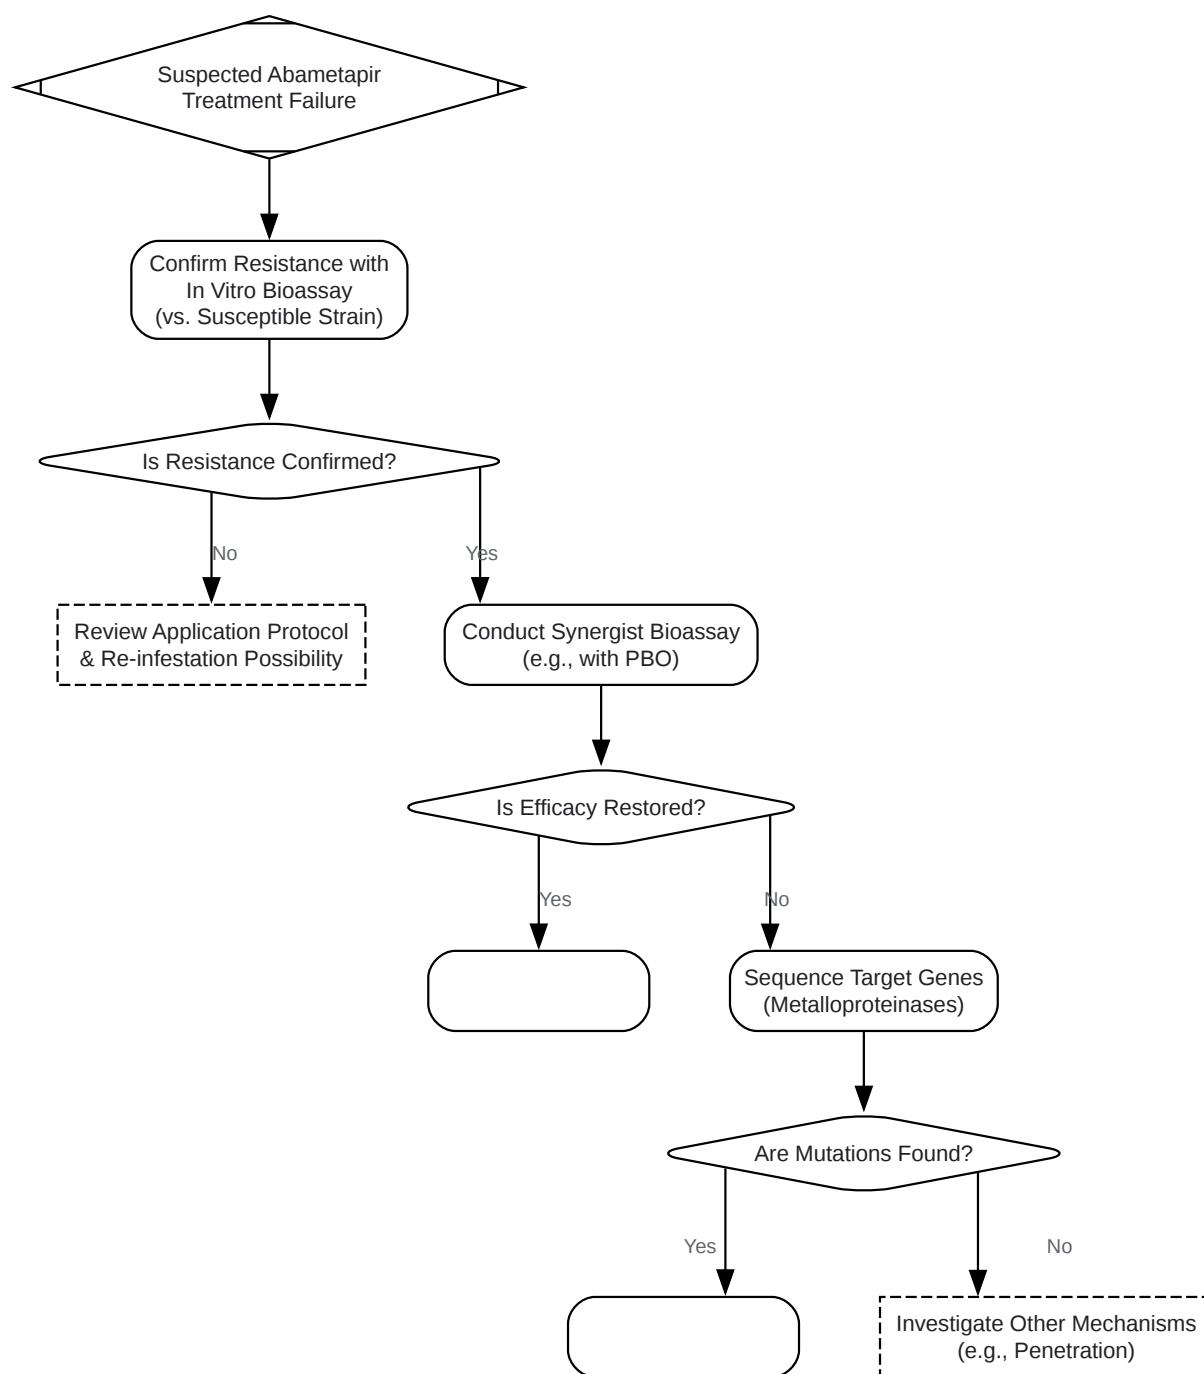 Suspected Abametapir
Treatment Failure
Confirm Resistance with
In Vitro Bioassay
(vs. Susceptible Strain)
Is Resistance Confirmed?
No
Yes
Review Application Protocol
& Re-infestation Possibility
Conduct Synergist Bioassay
(e.g., with PBO)
Is Efficacy Restored?
Yes
No
Sequence Target Genes
(Metalloproteinases)
Are Mutations Found?
Yes
No
Investigate Other Mechanisms
(e.g., Penetration)